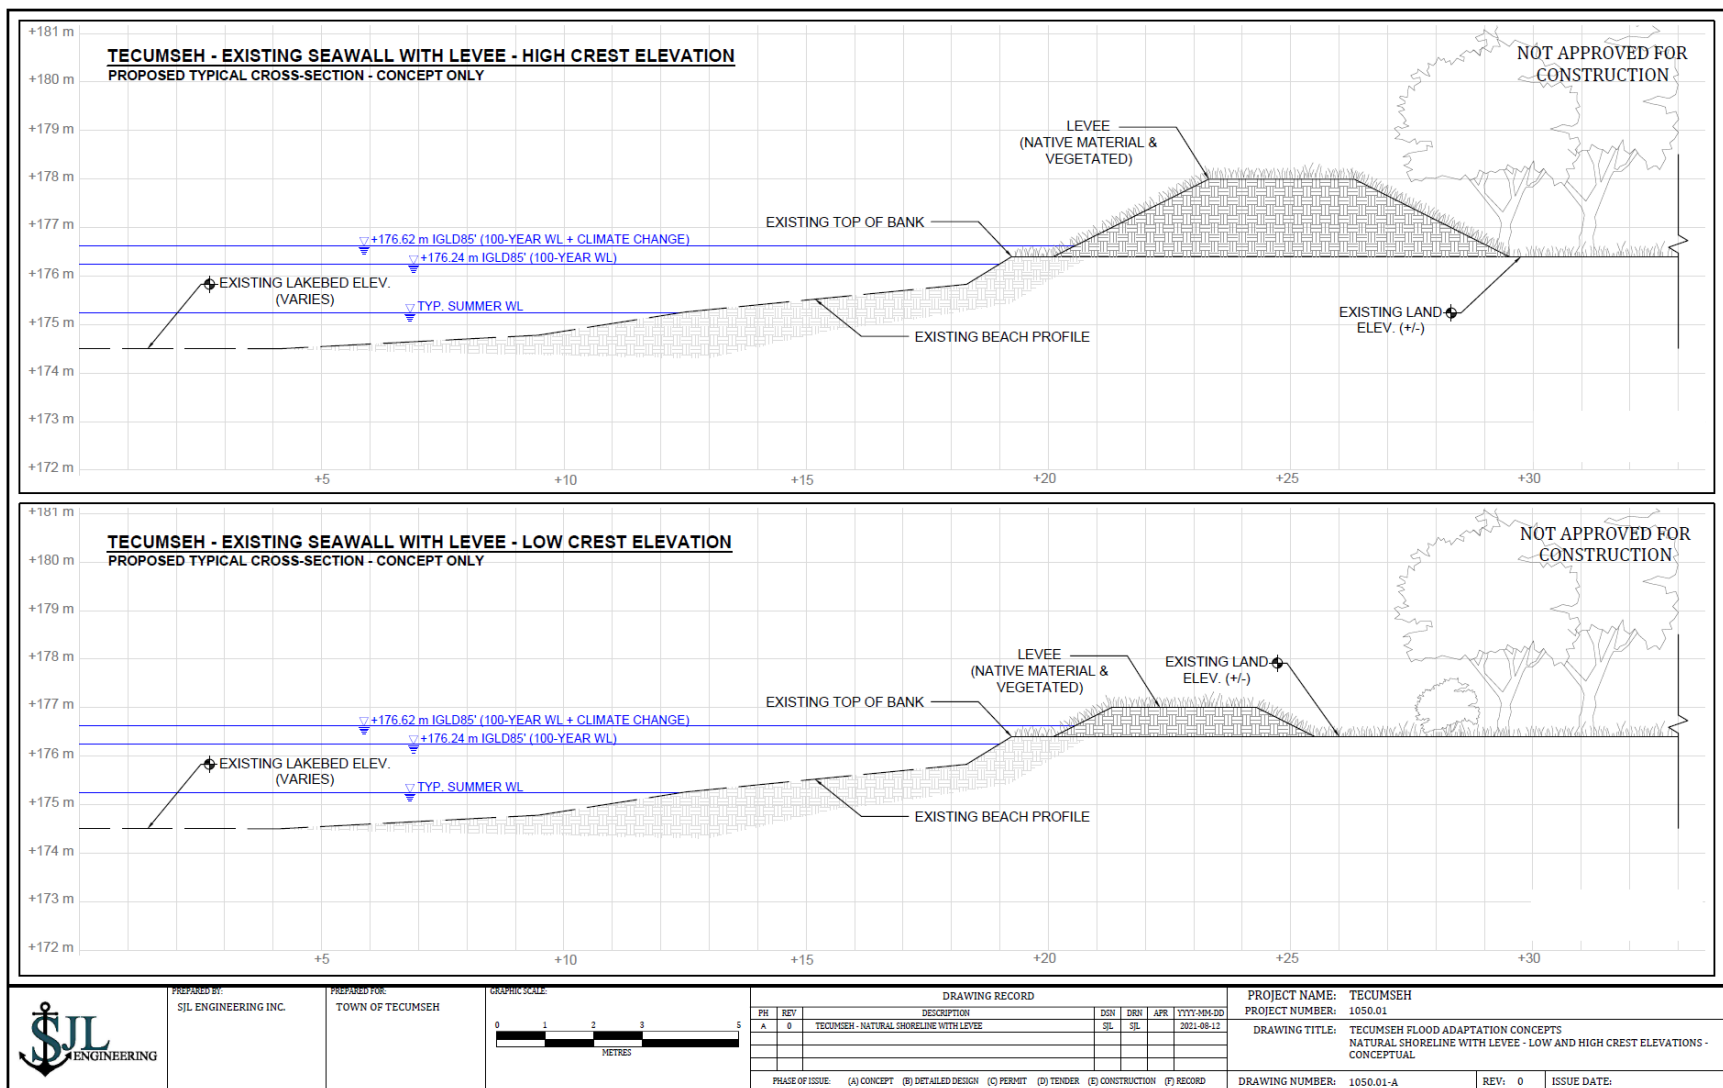 +181 m
TECUMSEH - EXISTING SEAWALL WITH LEVEE - HIGH CREST ELEVATION
PROPOSED TYPICAL CROSS-SECTION - CONCEPT ONLY
NOT APPROVED FOR
CONSTRUCTION
+180 m
+179 m
LEVEE
(NATIVE MATERIAL &
VEGETATED)
+178 m
+177 m
EXISTING TOP OF BANK
+176.62 m IGLD85' (100-YEAR WL + CLIMATE CHANGE)
+176.24 m IGLD85' (100-YEAR WL)
+176 m
EXISTING LAKEBED ELEV.
(VARIES)
TYP. SUMMER WL
EXISTING LAND
ELEV. (+/-)
+175 m
EXISTING BEACH PROFILE
+174 m
+173 m
+172 m
+5
+10
+15
+20
+25
+30
+181 m
TECUMSEH - EXISTING SEAWALL WITH LEVEE - LOW CREST ELEVATION
PROPOSED TYPICAL CROSS-SECTION - CONCEPT ONLY
NOT APPROVED FOR
CONSTRUCTION
+180 m
+179 m
+178 m
LEVEE
(NATIVE MATERIAL &
VEGETATED)
EXISTING LAND
ELEV. (+/-)
+177 m
EXISTING TOP OF BANK
+176.62 m IGLD85' (100-YEAR WL + CLIMATE CHANGE)
+176.24 m IGLD85' (100-YEAR WL)
+176 m
EXISTING LAKEBED ELEV.
(VARIES)
TYP. SUMMER WL
+175 m
EXISTING BEACH PROFILE
+174 m
+173 m
+172 m
+5
+10
+15
+20
+25
+30
SJL
ENGINEERING
PREPARED BY:
SJL ENGINEERING INC.
PREPARED FOR:
TOWN OF TECUMSEH
GRAPHIC SCALE:
0 1 2 3 5
METRES
DRAWING RECORD
PH REV DESCRIPTION DSN DRN APR YYYY-MM-DD
A 0 TECUMSEH - NATURAL SHORELINE WITH LEVEE SJL SJL 2021-08-12
PHASE OF ISSUE: (A) CONCEPT (B) DETAILED DESIGN (C) PERMIT (D) TENDER (E) CONSTRUCTION (F) RECORD
PROJECT NAME: TECUMSEH
PROJECT NUMBER: 1050.01
DRAWING TITLE: TECUMSEH FLOOD ADAPTATION CONCEPTS
NATURAL SHORELINE WITH LEVEE - LOW AND HIGH CREST ELEVATIONS -
CONCEPTUAL
DRAWING NUMBER: 1050.01-A
REV: 0
ISSUE DATE: